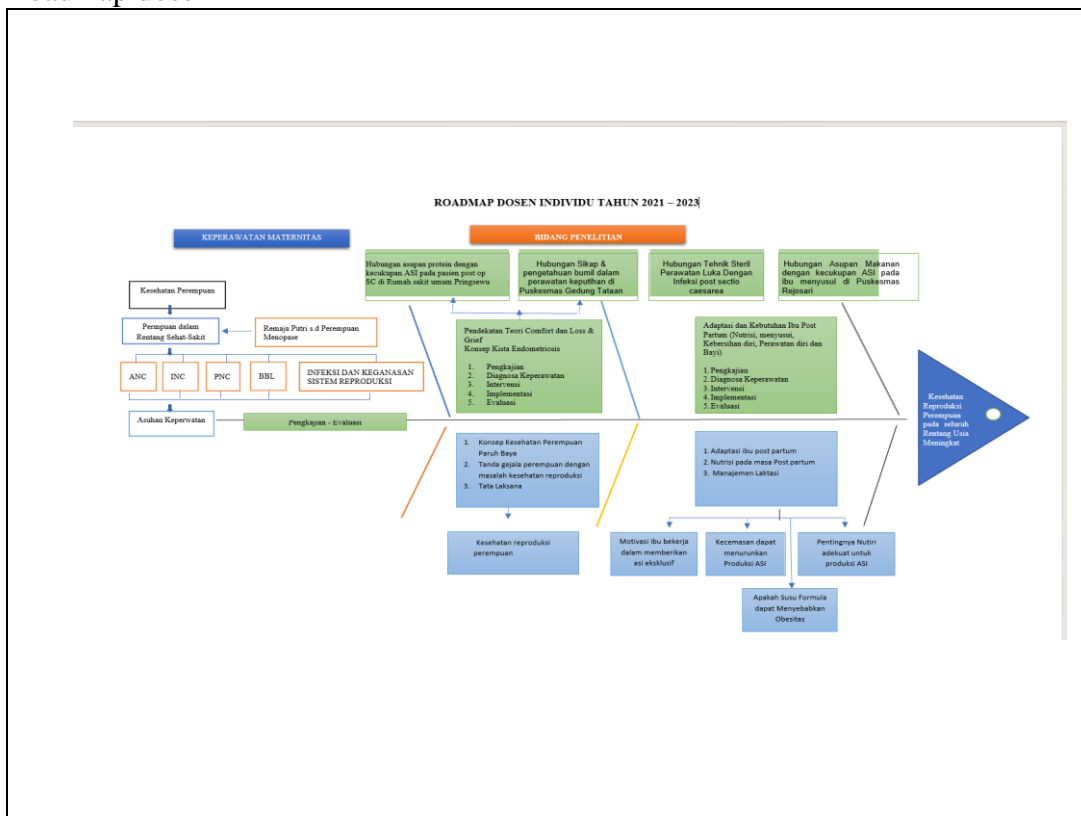 ROADMAP DOSEN INDIVIDU TAHUN 2021 – 2023
KEPERAWATAN MATERNITAS
BIDANG PENELITIAN
Hubungan asupan protein dengan
kecukupan ASI pada pasien post op
SC di Rumah sakit umum Pringsewu
Hubungan Sikap &
pengetahuan bumil dalam
perawatan keputihan di
Puskesmas Gedung Tataan
Hubungan Tehnik Steril
Perawatan Luka Dengan
Infeksi post sectio
caesarea
Hubungan Asupan Makanan
dengan kecukupan ASI pada
ibu menyusul di Puskesmas
Rejosari
Kesehatan Perempuan
Permpuan dalam
Rentang Sehat-Sakit
Remaja Putri s.d Perempuan
Menopase
ANC
INC
PNC
BBL
INFEKSI DAN KEGANASAN
SISTEM REPRODUKSI
Asuhan Keperwatan
Pengkajian - Evaluasi
Pendekatan Teori Comfort dan Loss &
Grief
Konsep Kista Endometriosis
1. Pengkajian
2. Diagnosa Keperawatan
3. Intervensi
4. Implementasi
5. Evaluasi
Adaptasi dan Kebutuhan Ibu Post
Partum (Nutrisi, menyusui,
Kebersihan diri, Perawatan diri dan
Bayi)
1. Pengkajian
2. Diagnosa Keperawatan
3. Intervensi
4. Implementasi
5. Evaluasi
Kesehatan
Reproduksi
Perempuan
pada seluruh
Rentang Usia
Meningkat
1. Konsep Kesehatan Perempuan
Paruh Baya
2. Tanda gejala perempuan dengan
masalah kesehatan reproduksi
3. Tata Laksana
Kesehatan reproduksi
perempuan
1. Adaptasi ibu post partum
2. Nutrisi pada masa Post partum
3. Manajemen Laktasi
Motivasi ibu bekerja
dalam memberikan
asi eksklusif
Kecemasan dapat
menurunkan
Produksi ASI
Pentingnya Nutiri
adekuat untuk
produksi ASI
Apakah Susu Formula
dapat Menyebabkan
Obesitas